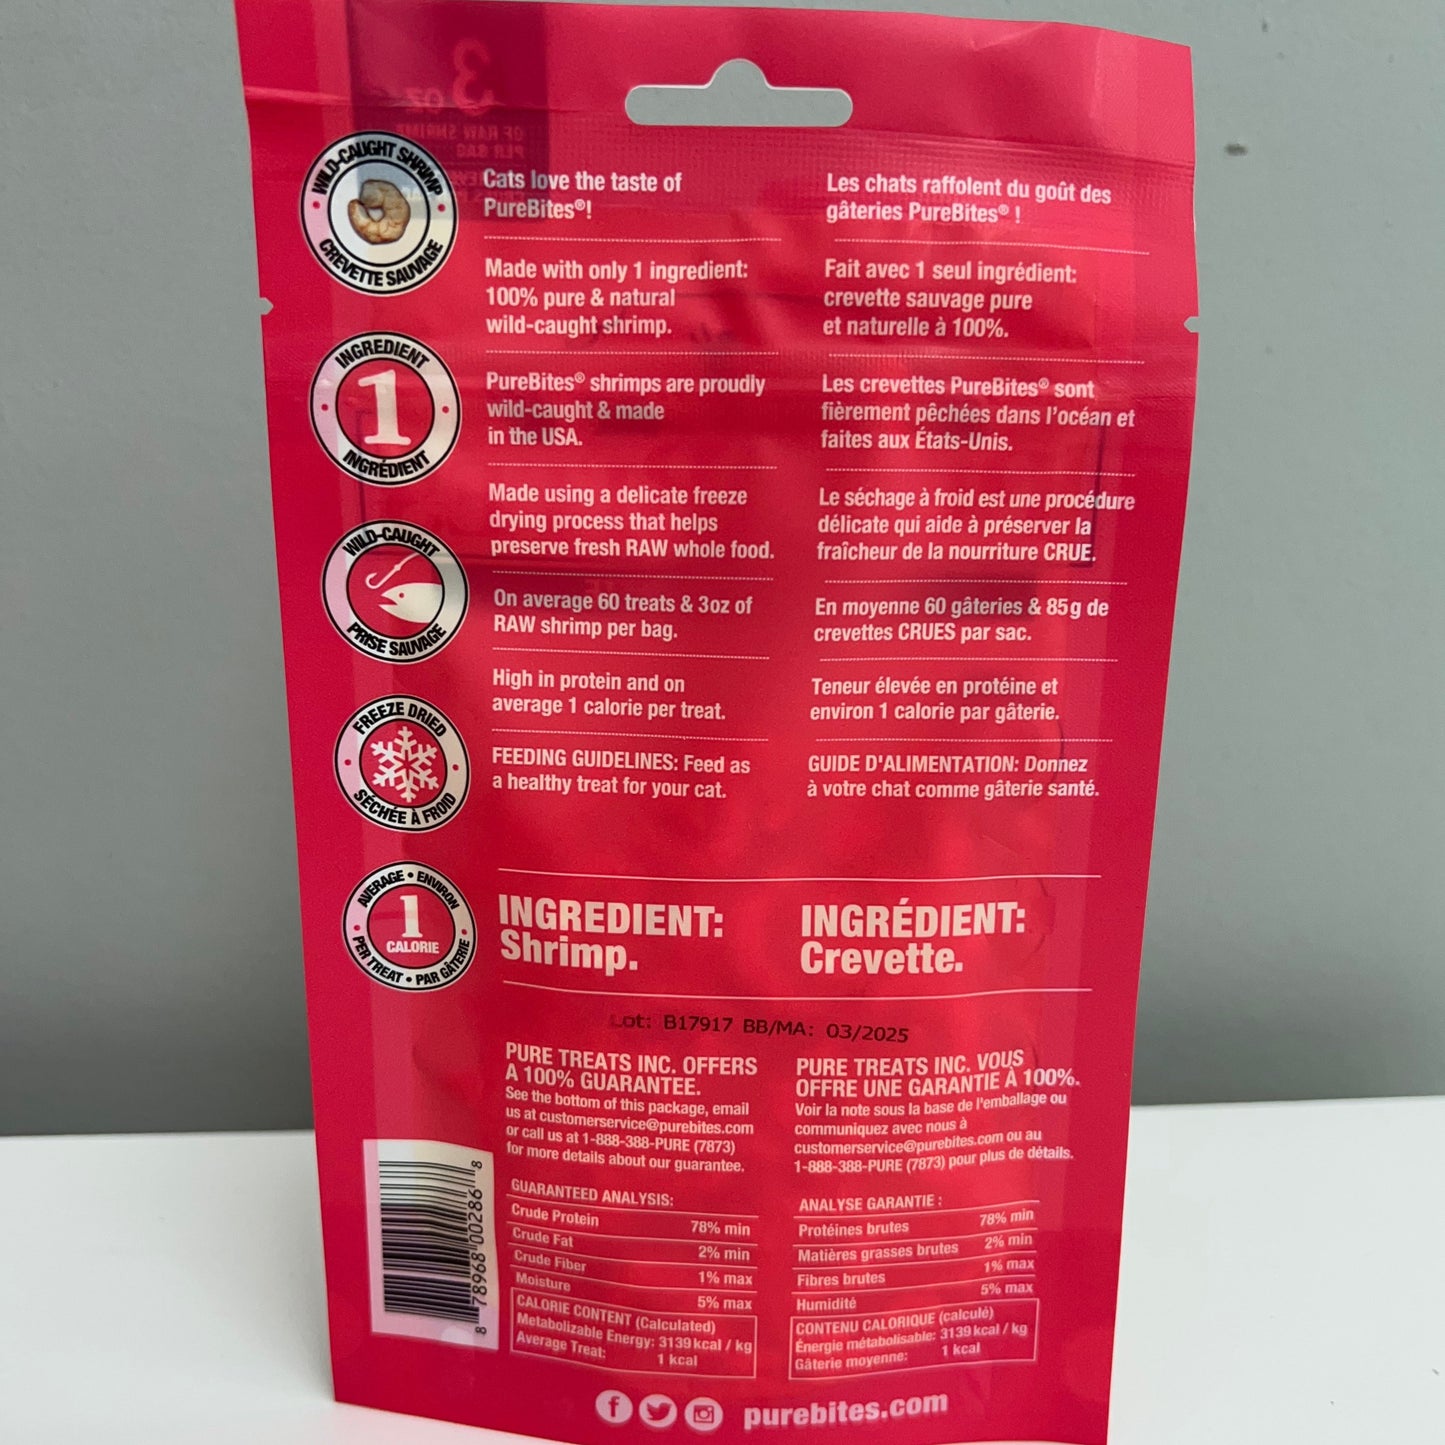 3 OZ
OF RAW SHRIMP
PER BAG
WILD-CAUGHT SHRIMP
CREVETTE SAUVAGE
INGREDIENT
1
INGRÉDIENT
WILD-CAUGHT
PRISE SAUVAGE
FREEZE DRIED
SÉCHÉE À FROID
AVERAGE • ENVIRON
1
CALORIE
PER TREAT • PAR GÂTERIE
Cats love the taste of
PureBites®!
Made with only 1 ingredient:
100% pure & natural
wild-caught shrimp.
PureBites® shrimps are proudly
wild-caught & made
in the USA.
Made using a delicate freeze
drying process that helps
preserve fresh RAW whole food.
On average 60 treats & 3oz of
RAW shrimp per bag.
High in protein and on
average 1 calorie per treat.
FEEDING GUIDELINES: Feed as
a healthy treat for your cat.
Les chats raffolent du goût des
gâteries PureBites® !
Fait avec 1 seul ingrédient:
crevette sauvage pure
et naturelle à 100%.
Les crevettes PureBites® sont
fièrement pêchées dans l'océan et
faites aux États-Unis.
Le séchage à froid est une procédure
délicate qui aide à préserver la
fraîcheur de la nourriture CRUE.
En moyenne 60 gâteries & 85g de
crevettes CRUES par sac.
Teneur élevée en protéine et
environ 1 calorie par gâterie.
GUIDE D'ALIMENTATION: Donnez
à votre chat comme gâterie santé.
INGREDIENT:
Shrimp.
INGRÉDIENT:
Crevette.
Lot: B17917 BB/MA: 03/2025
PURE TREATS INC. OFFERS
A 100% GUARANTEE.
See the bottom of this package, email
us at customerservice@purebites.com
or call us at 1-888-388-PURE (7873)
for more details about our guarantee.
PURE TREATS INC. VOUS
OFFRE UNE GARANTIE À 100%.
Voir la note sous la base de l'emballage ou
communiquez avec nous à
customerservice@purebites.com ou au
1-888-388-PURE (7873) pour plus de détails.
GUARANTEED ANALYSIS:
Crude Protein 78% min
Crude Fat 2% min
Crude Fiber 1% max
Moisture 5% max
CALORIE CONTENT (Calculated)
Metabolizable Energy: 3139 kcal / kg
Average Treat: 1 kcal
ANALYSE GARANTIE :
Protéines brutes 78% min
Matières grasses brutes 2% min
Fibres brutes 1% max
Humidité 5% max
CONTENU CALORIQUE (calculé)
Énergie métabolisable: 3139 kcal / kg
Gâterie moyenne: 1 kcal
8 78968 00286 8
purebites.com